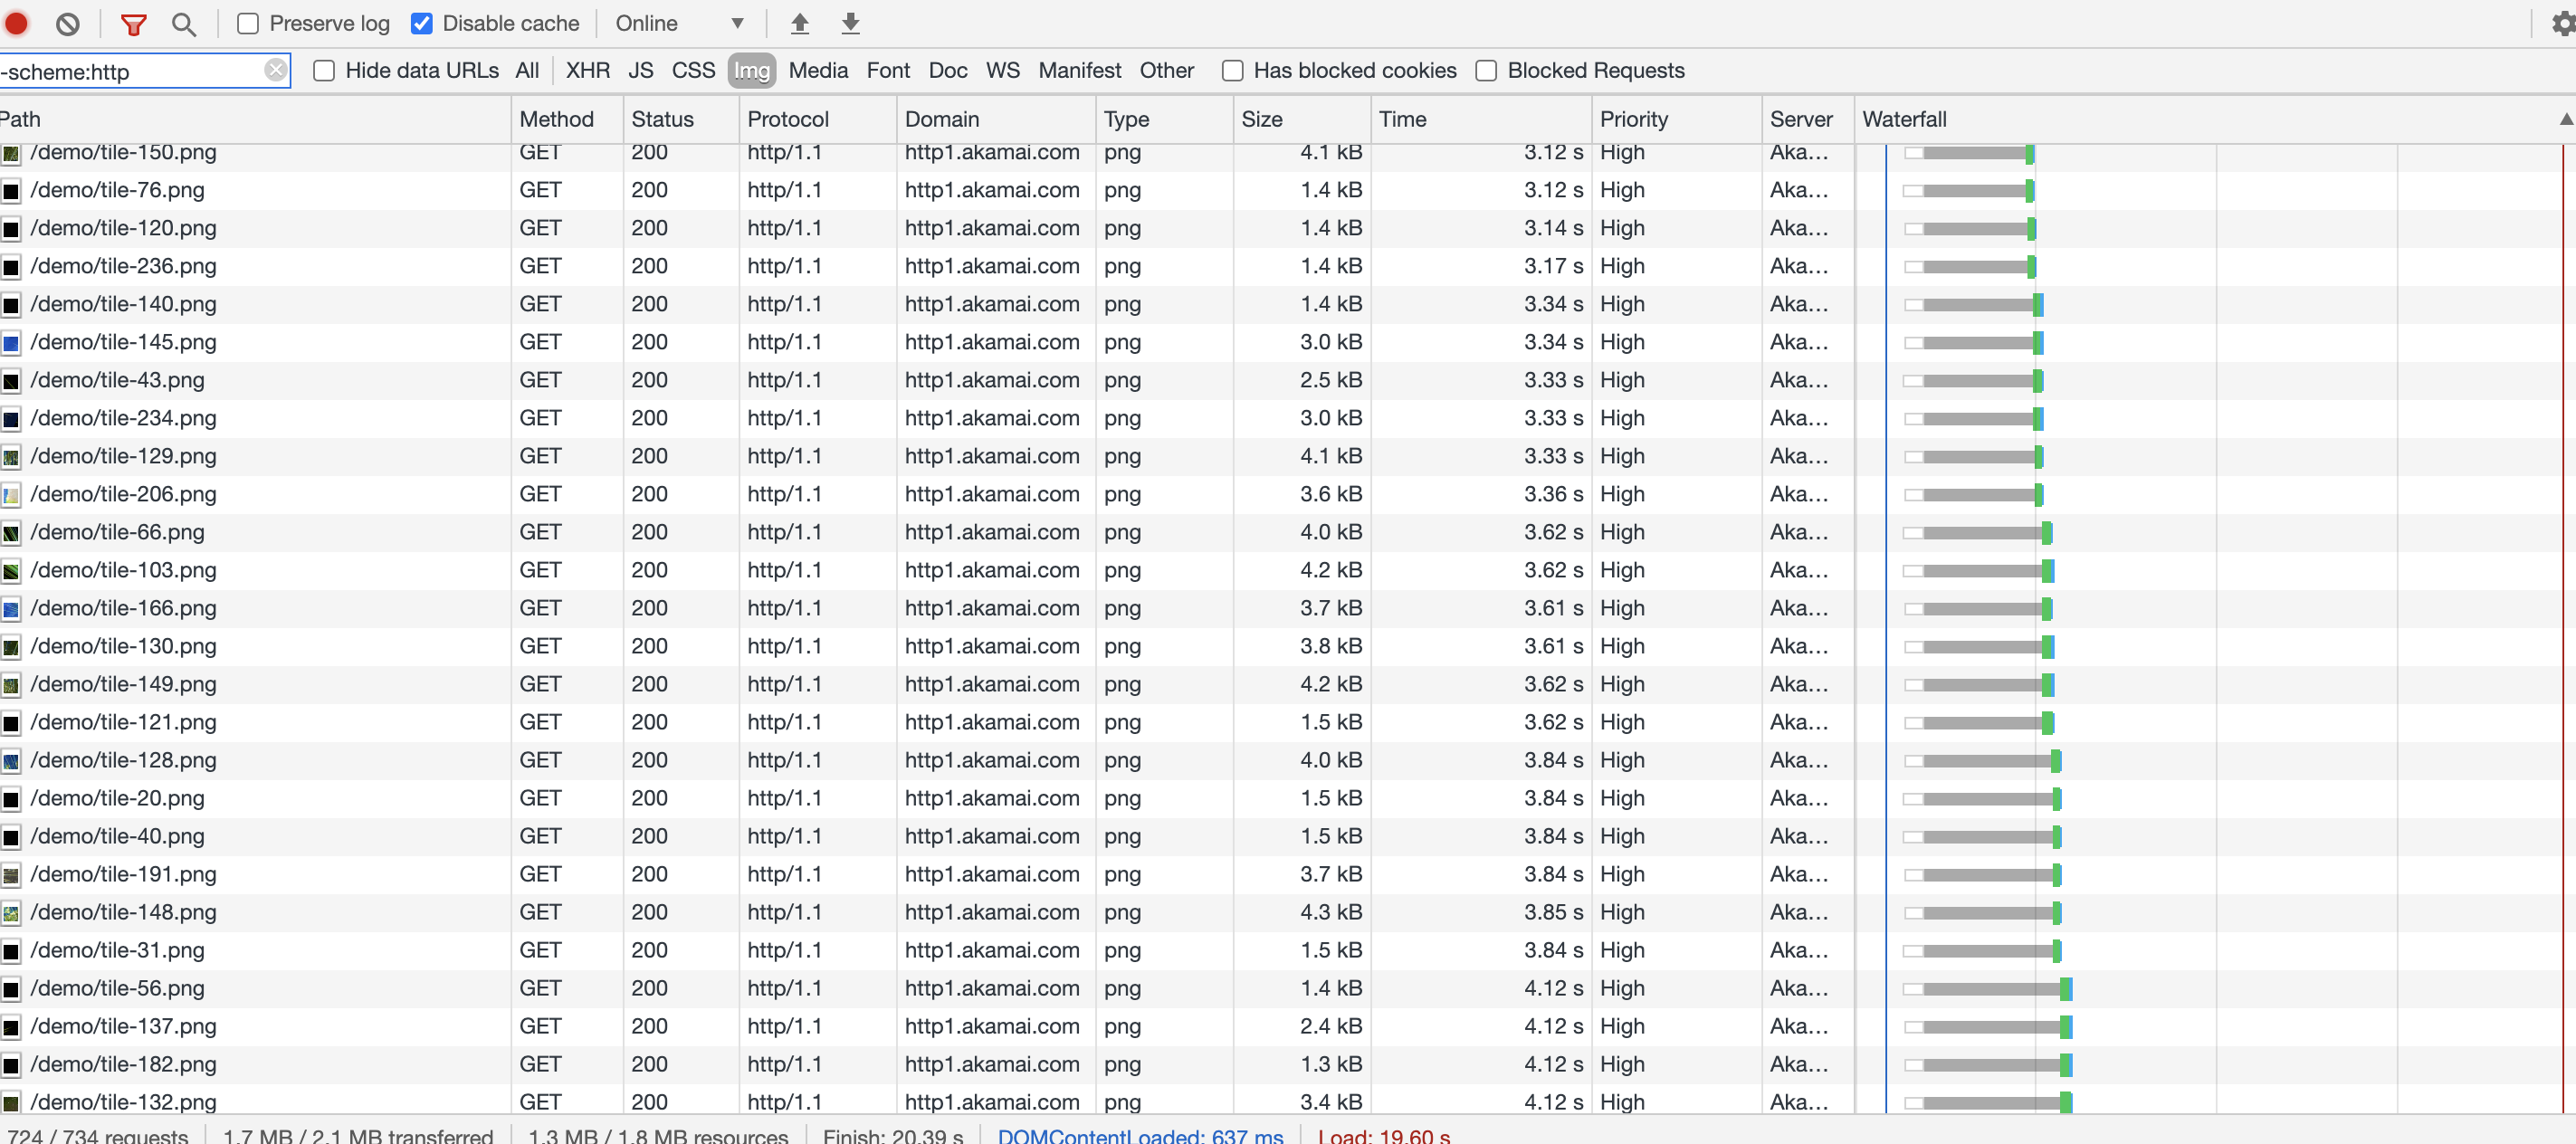 Preserve log Disable cache Online
-scheme:http Hide data URLs All XHR JS CSS Img Media Font Doc WS Manifest Other Has blocked cookies Blocked Requests
Path Method Status Protocol Domain Type Size Time Priority Server Waterfall
/demo/tile-150.png GET 200 http/1.1 http1.akamai.com png 4.1 kB 3.12 s High Aka...
/demo/tile-76.png GET 200 http/1.1 http1.akamai.com png 1.4 kB 3.12 s High Aka...
/demo/tile-120.png GET 200 http/1.1 http1.akamai.com png 1.4 kB 3.14 s High Aka...
/demo/tile-236.png GET 200 http/1.1 http1.akamai.com png 1.4 kB 3.17 s High Aka...
/demo/tile-140.png GET 200 http/1.1 http1.akamai.com png 1.4 kB 3.34 s High Aka...
/demo/tile-145.png GET 200 http/1.1 http1.akamai.com png 3.0 kB 3.34 s High Aka...
/demo/tile-43.png GET 200 http/1.1 http1.akamai.com png 2.5 kB 3.33 s High Aka...
/demo/tile-234.png GET 200 http/1.1 http1.akamai.com png 3.0 kB 3.33 s High Aka...
/demo/tile-129.png GET 200 http/1.1 http1.akamai.com png 4.1 kB 3.33 s High Aka...
/demo/tile-206.png GET 200 http/1.1 http1.akamai.com png 3.6 kB 3.36 s High Aka...
/demo/tile-66.png GET 200 http/1.1 http1.akamai.com png 4.0 kB 3.62 s High Aka...
/demo/tile-103.png GET 200 http/1.1 http1.akamai.com png 4.2 kB 3.62 s High Aka...
/demo/tile-166.png GET 200 http/1.1 http1.akamai.com png 3.7 kB 3.61 s High Aka...
/demo/tile-130.png GET 200 http/1.1 http1.akamai.com png 3.8 kB 3.61 s High Aka...
/demo/tile-149.png GET 200 http/1.1 http1.akamai.com png 4.2 kB 3.62 s High Aka...
/demo/tile-121.png GET 200 http/1.1 http1.akamai.com png 1.5 kB 3.62 s High Aka...
/demo/tile-128.png GET 200 http/1.1 http1.akamai.com png 4.0 kB 3.84 s High Aka...
/demo/tile-20.png GET 200 http/1.1 http1.akamai.com png 1.5 kB 3.84 s High Aka...
/demo/tile-40.png GET 200 http/1.1 http1.akamai.com png 1.5 kB 3.84 s High Aka...
/demo/tile-191.png GET 200 http/1.1 http1.akamai.com png 3.7 kB 3.84 s High Aka...
/demo/tile-148.png GET 200 http/1.1 http1.akamai.com png 4.3 kB 3.85 s High Aka...
/demo/tile-31.png GET 200 http/1.1 http1.akamai.com png 1.5 kB 3.84 s High Aka...
/demo/tile-56.png GET 200 http/1.1 http1.akamai.com png 1.4 kB 4.12 s High Aka...
/demo/tile-137.png GET 200 http/1.1 http1.akamai.com png 2.4 kB 4.12 s High Aka...
/demo/tile-182.png GET 200 http/1.1 http1.akamai.com png 1.3 kB 4.12 s High Aka...
/demo/tile-132.png GET 200 http/1.1 http1.akamai.com png 3.4 kB 4.12 s High Aka...
724 / 734 requests 1.7 MB / 2.1 MB transferred 1.3 MB / 1.8 MB resources Finish: 20.39 s DOMContentLoaded: 637 ms Load: 19.60 s